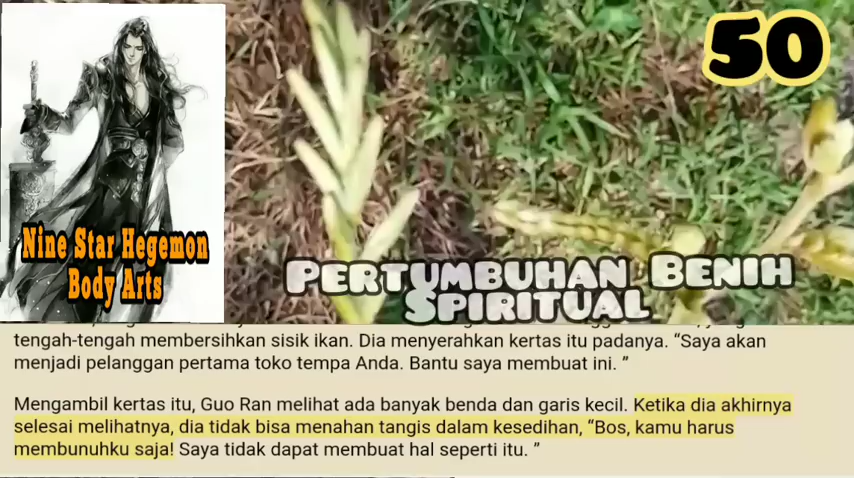 50
Nine Star Hegemon
Body Arts
PERTUMBUHAN BENIH
SPIRITUAL
tengah-tengah membersihkan sisik ikan. Dia menyerahkan kertas itu padanya. “Saya akan
menjadi pelanggan pertama toko tempa Anda. Bantu saya membuat ini. ”
Mengambil kertas itu, Guo Ran melihat ada banyak benda dan garis kecil. Ketika dia akhirnya
selesai melihatnya, dia tidak bisa menahan tangis dalam kesedihan, “Bos, kamu harus
membunuhku saja! Saya tidak dapat membuat hal seperti itu. ”